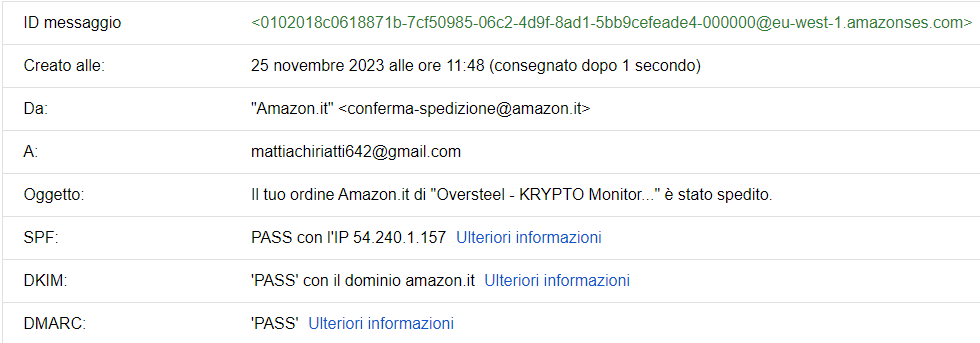 ID messaggio <0102018c0618871b-7cf50985-06c2-4d9f-8ad1-5bb9cefeade4-000000@eu-west-1.amazonses.com>
Creato alle: 25 novembre 2023 alle ore 11:48 (consegnato dopo 1 secondo)
Da: "Amazon.it" <conferma-spedizione@amazon.it>
A: mattiachiriatti642@gmail.com
Oggetto: Il tuo ordine Amazon.it di "Oversteel - KRYPTO Monitor..." è stato spedito.
SPF: PASS con l'IP 54.240.1.157 Ulteriori informazioni
DKIM: 'PASS' con il dominio amazon.it Ulteriori informazioni
DMARC: 'PASS' Ulteriori informazioni